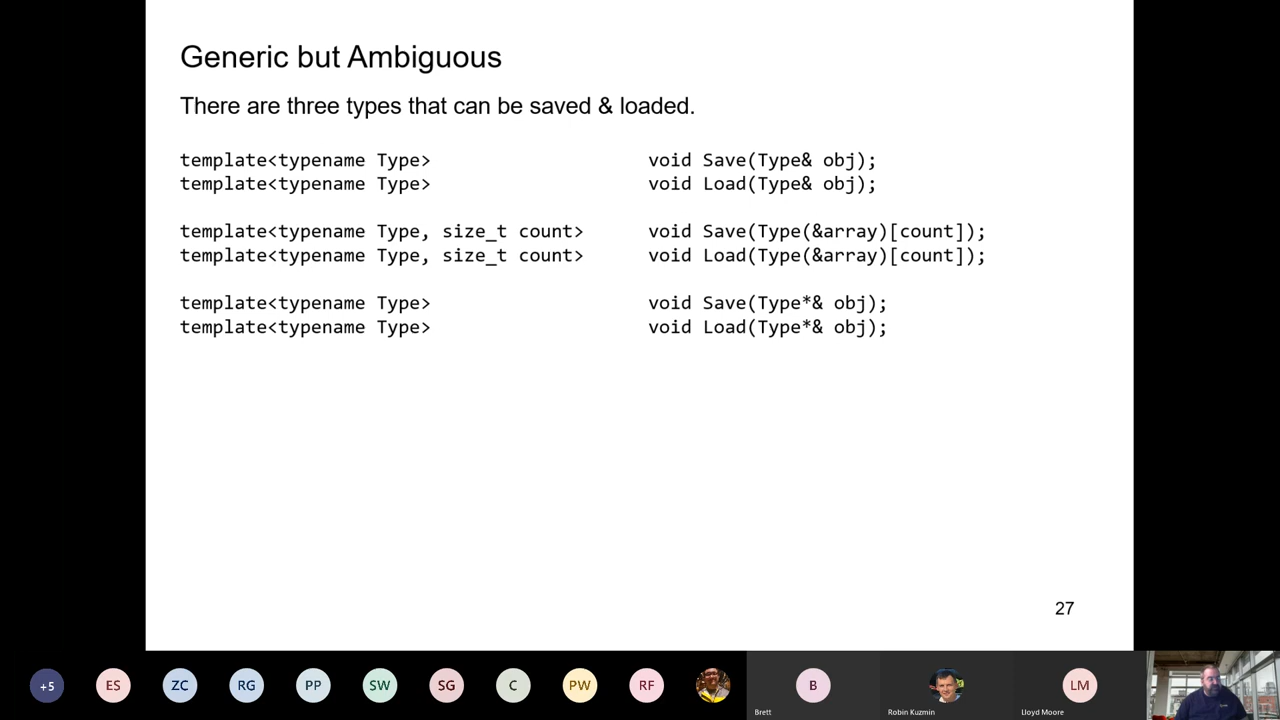 Generic but Ambiguous
There are three types that can be saved & loaded.
template<typename Type> void Save(Type& obj);
template<typename Type> void Load(Type& obj);
template<typename Type, size_t count> void Save(Type(&array)[count]);
template<typename Type, size_t count> void Load(Type(&array)[count]);
template<typename Type> void Save(Type*& obj);
template<typename Type> void Load(Type*& obj);
27
+5 ES ZC RG PP SW SG C PW RF B LM
Brett Robin Kuzmin Lloyd Moore